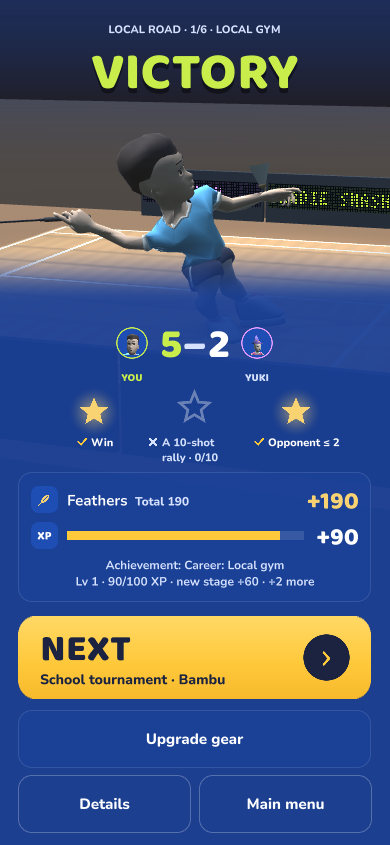 LOCAL ROAD · 1/6 · LOCAL GYM
VICTORY
5–2
YOU
YUKI
Win
A 10-shot
rally · 0/10
Opponent ≤ 2
Feathers Total 190 +190
XP +90
Achievement: Career: Local gym
Lv 1 · 90/100 XP · new stage +60 · +2 more
NEXT
School tournament · Bambu
Upgrade gear
Details
Main menu